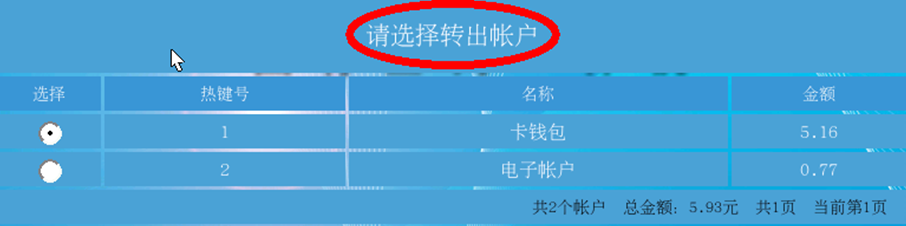 请选择转出帐户
选择 热键号 名称 金额
1 卡钱包 5.16
2 电子帐户 0.77
共2个帐户 总金额：5.93元 共1页 当前第1页